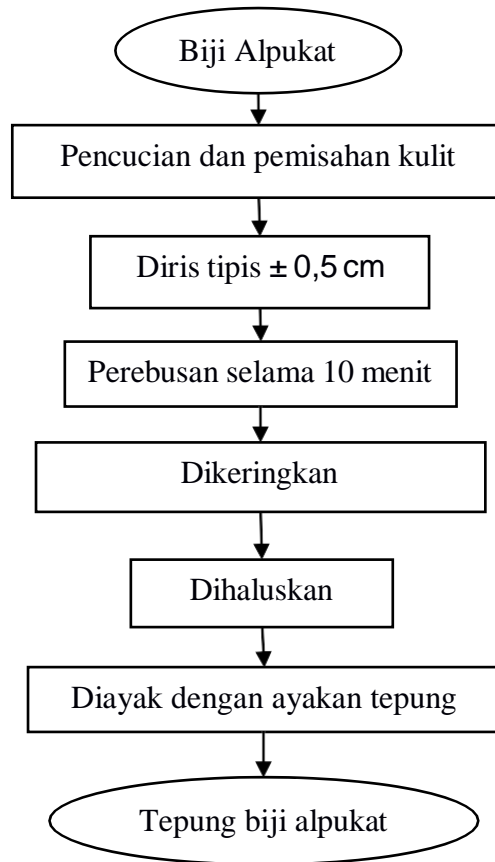 Biji Alpukat
Pencucian dan pemisahan kulit
Diris tipis ± 0,5 cm
Perebusan selama 10 menit
Dikeringkan
Dihaluskan
Diayak dengan ayakan tepung
Tepung biji alpukat